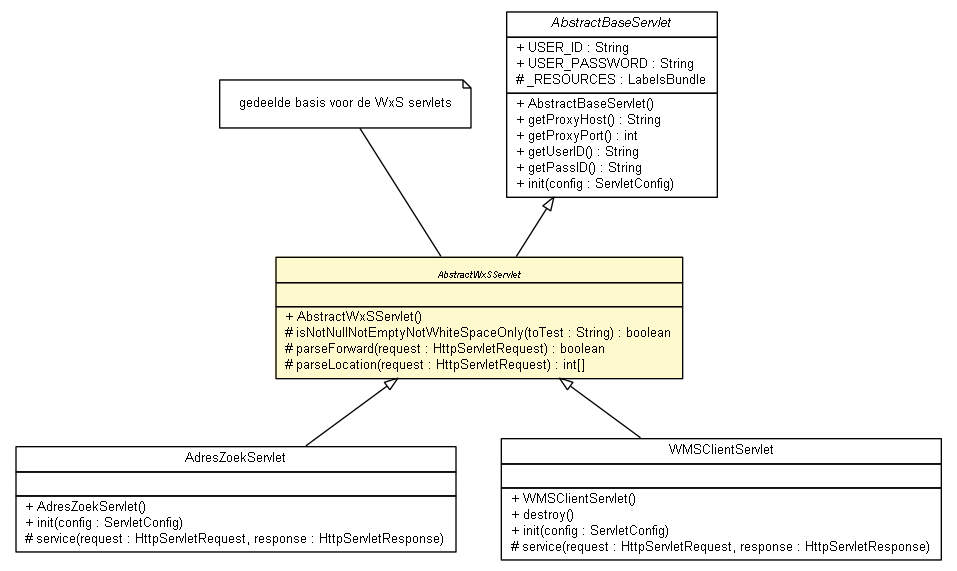 AbstractBaseServlet
+ USER_ID : String
+ USER_PASSWORD : String
# _RESOURCES : LabelsBundle
+ AbstractBaseServlet()
+ getProxyHost() : String
+ getProxyPort() : int
+ getUserID() : String
+ getPassID() : String
+ init(config : ServletConfig)
gedeelde basis voor de WxS servlets
AbstractWxSServlet
+ AbstractWxSServlet()
# isNotNullNotEmptyNotWhiteSpaceOnly(toTest : String) : boolean
# parseForward(request : HttpServletRequest) : boolean
# parseLocation(request : HttpServletRequest) : int[]
AdresZoekServlet
+ AdresZoekServlet()
+ init(config : ServletConfig)
# service(request : HttpServletRequest, response : HttpServletResponse)
WMSClientServlet
+ WMSClientServlet()
+ destroy()
+ init(config : ServletConfig)
# service(request : HttpServletRequest, response : HttpServletResponse)